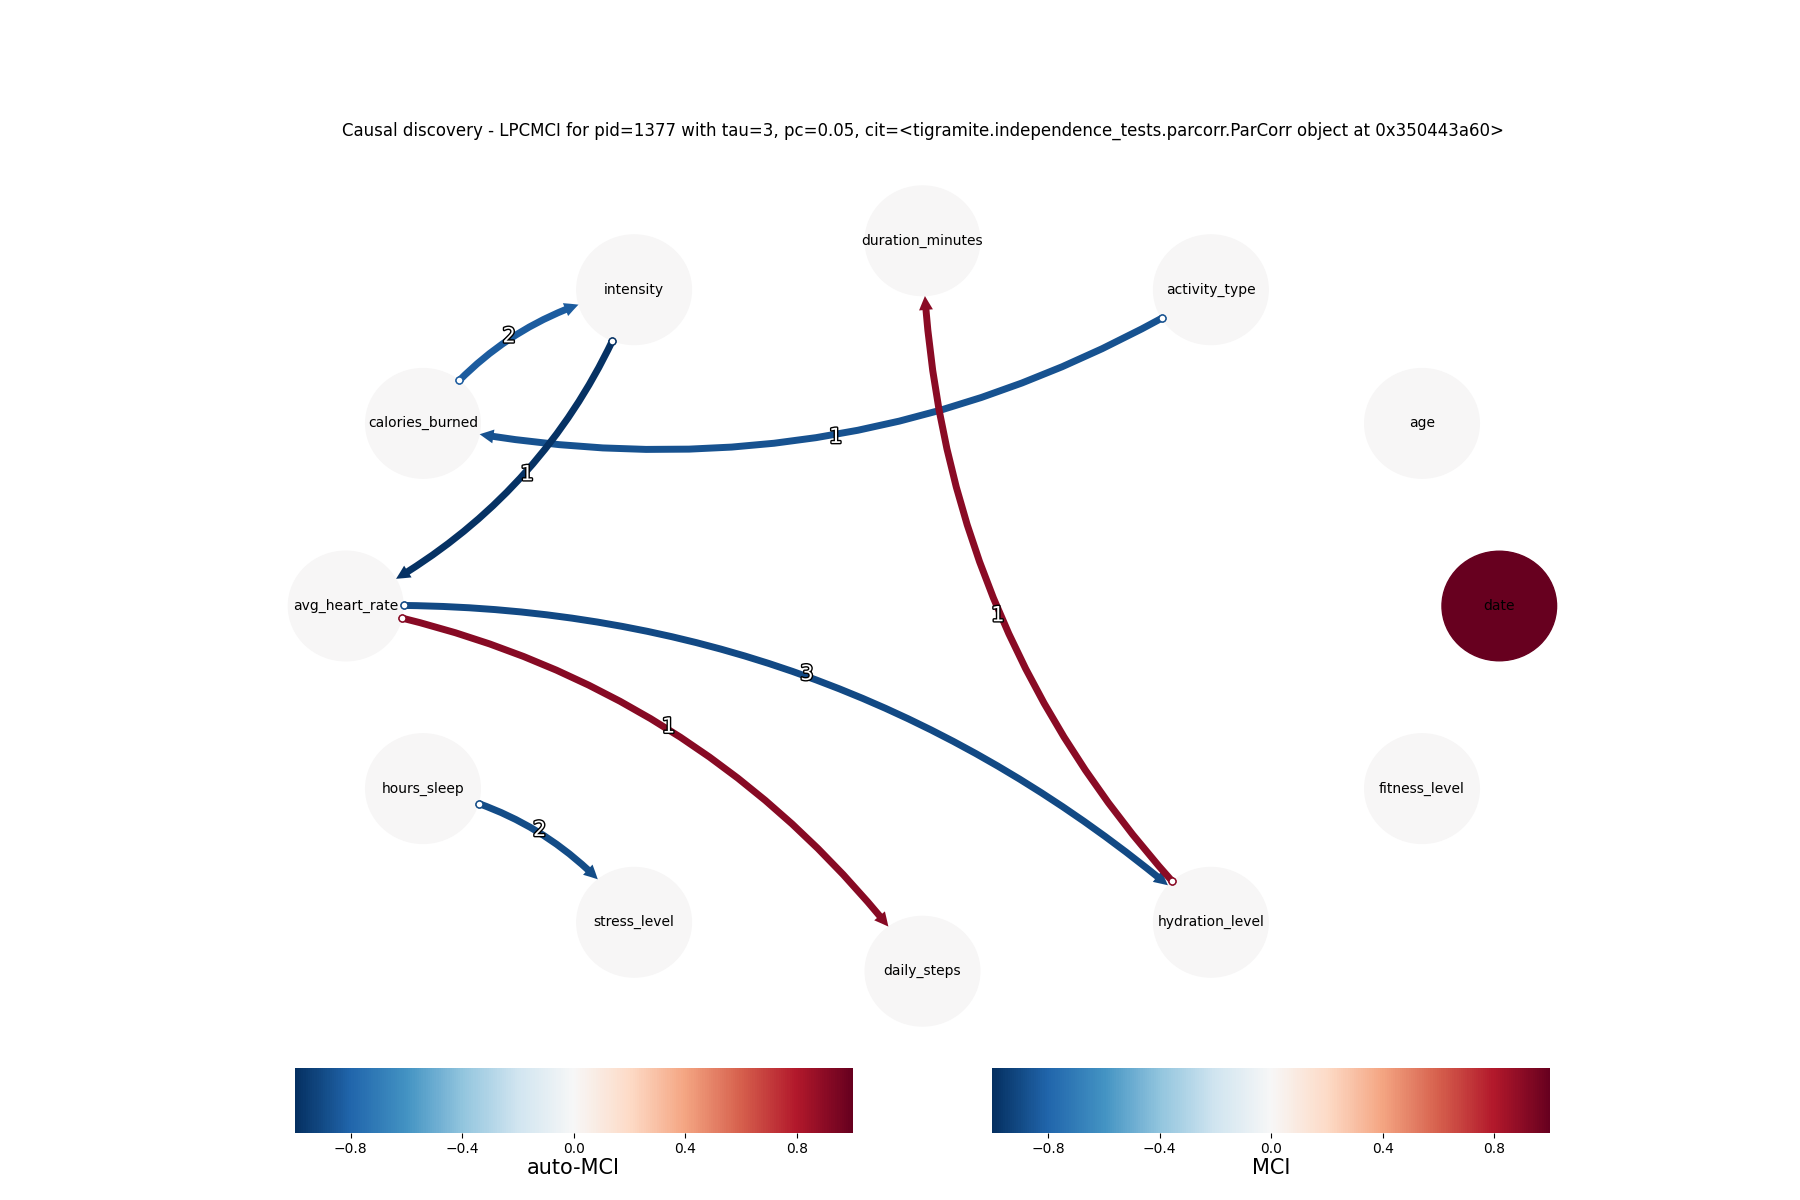 Causal discovery - LPCMCI for pid=1377 with tau=3, pc=0.05, cit=<tigramite.independence_tests.parcorr.ParCorr object at 0x350443a60>
duration_minutes
intensity
activity_type
2
calories_burned
age
1
1
avg_heart_rate
date
1
3
1
hours_sleep
fitness_level
2
stress_level
hydration_level
daily_steps
−0.8 −0.4 0.0 0.4 0.8
auto-MCI
−0.8 −0.4 0.0 0.4 0.8
MCI